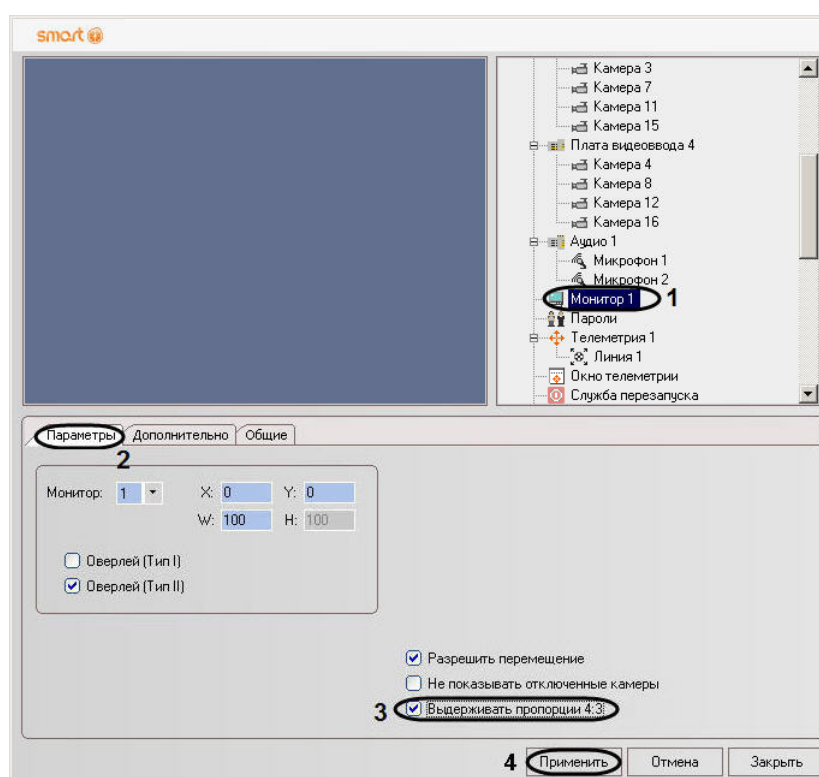 smart
Камера 3
Камера 7
Камера 11
Камера 15
Плата видеоввода 4
Камера 4
Камера 8
Камера 12
Камера 16
Аудио 1
Микрофон 1
Микрофон 2
Монитор 1 1
Пароли
Телеметрия 1
Линия 1
Окно телеметрии
Служба перезапуска
Параметры Дополнительно Общие
2
Монитор: 1 X: 0 Y: 0
W: 100 H: 100
Оверлей (Тип I)
Оверлей (Тип II)
Разрешить перемещение
Не показывать отключенные камеры
3 Выдерживать пропорции 4:3
4 Применить Отмена Закрыть